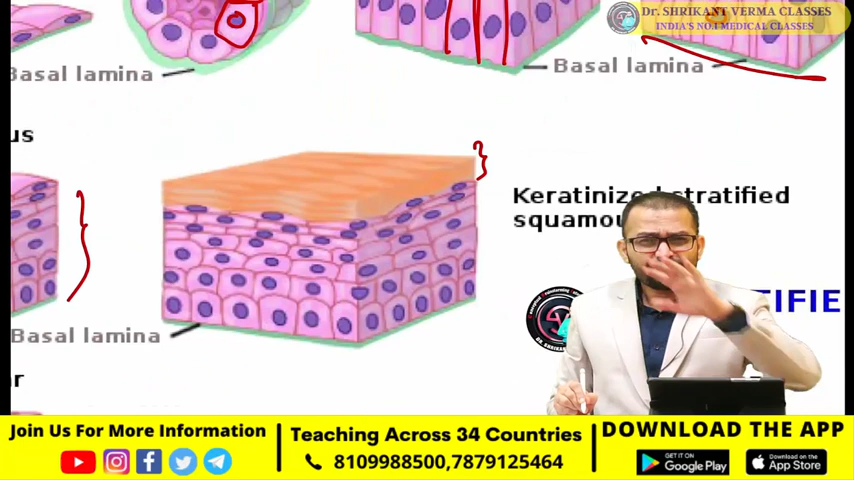 Dr. SHRIKANT VERMA CLASSES
INDIA'S NO.1 MEDICAL CLASSES
Basal lamina
Basal lamina
us
Keratinized stratified
squamou
TIFIE
Basal lamina
ar
Join Us For More Information
Teaching Across 34 Countries
8109988500,7879125464
DOWNLOAD THE APP
GET IT ON
Google Play
Download on the
App Store